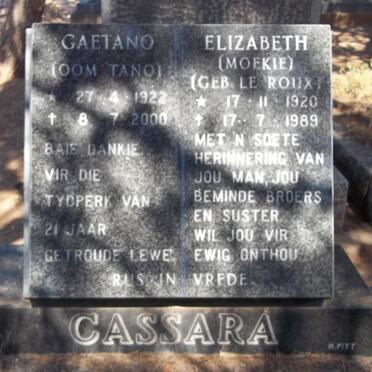 GAETANO
(OOM TANO)
★ 27 4 1922
✝ 8 7 2000
BAIE DANKIE
VIR DIE
TYDPERK VAN
21 JAAR
GETROUDE LEWE
ELIZABETH
(MOEKIE)
(GEB LE ROUX)
★ 17 - 11 - 1920
✝ 17 - 7 - 1989
MET 'N SOETE
HERINNERING VAN
JOU MAN, JOU
BEMINDE BROERS
EN SUSTER
WIL JOU VIR
EWIG ONTHOU
RUS IN VREDE
CASSARÁ
H. PITT